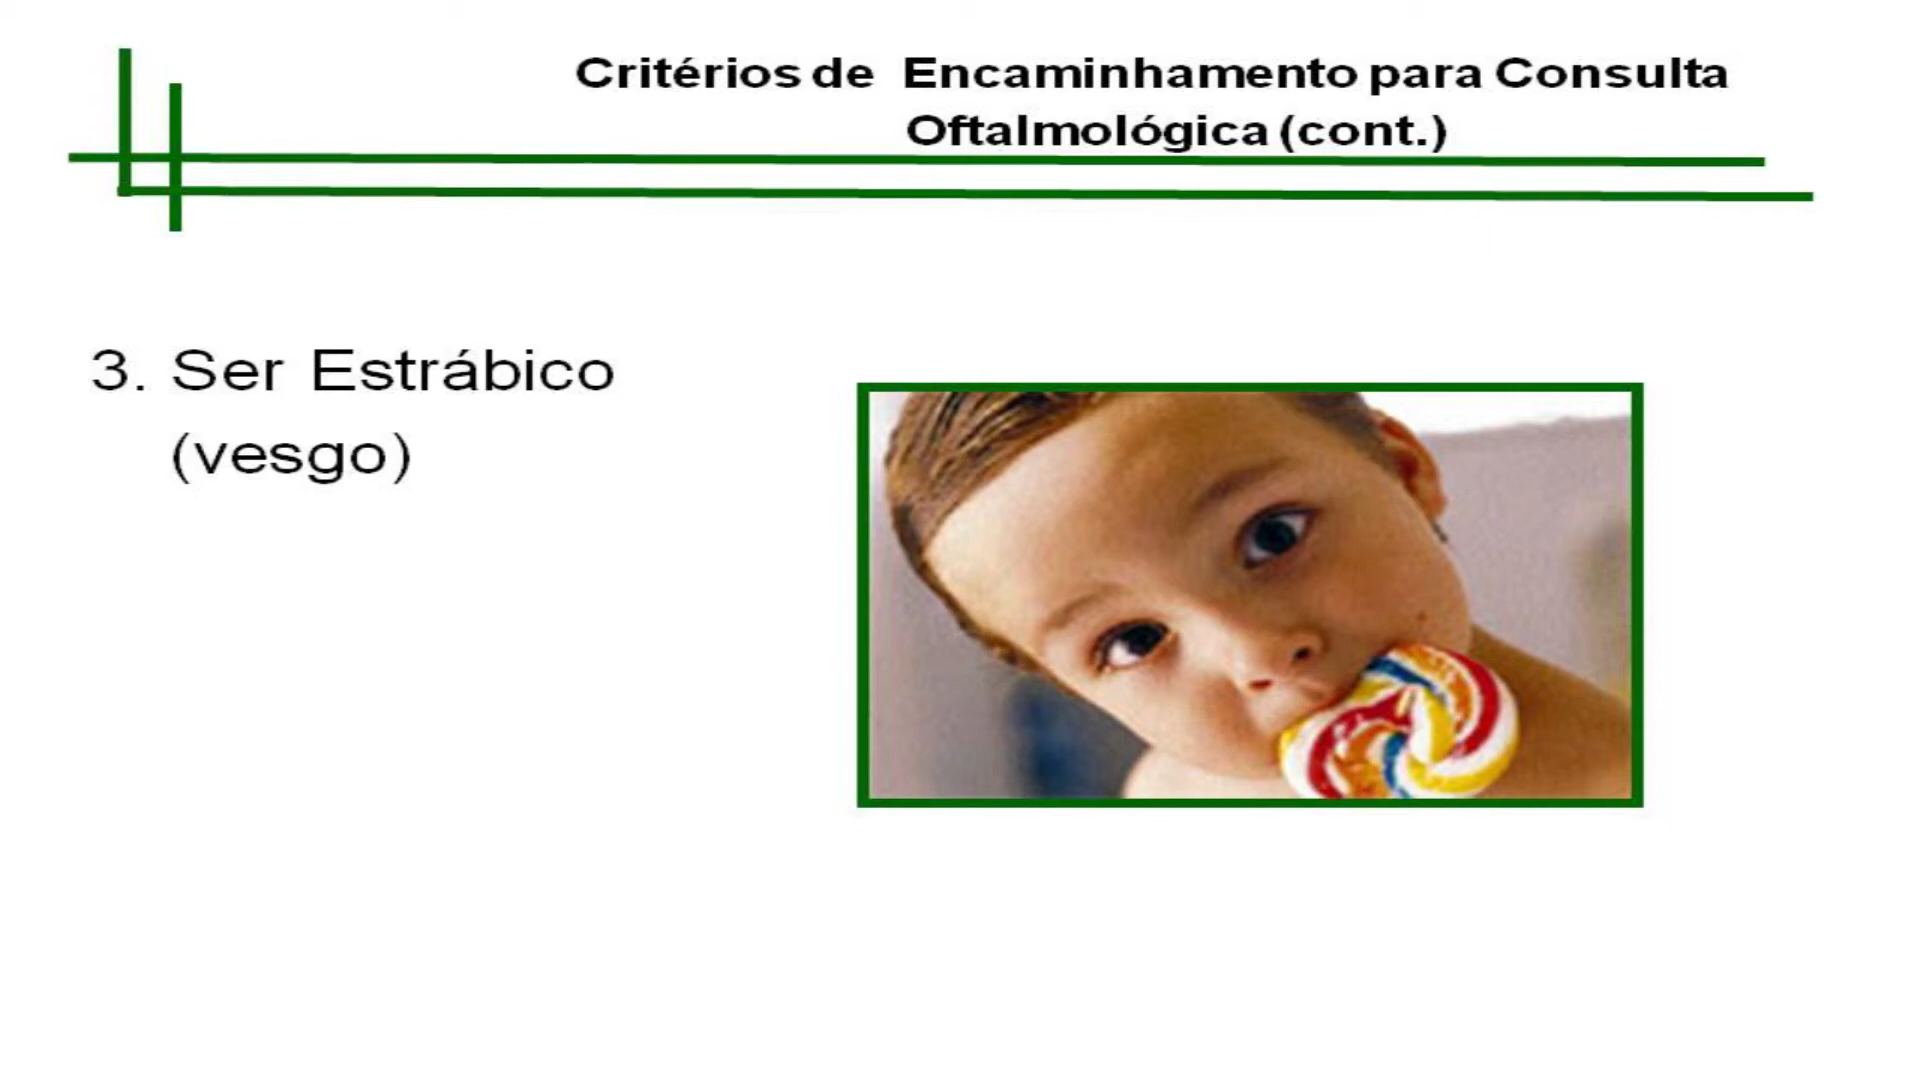 Critérios de Encaminhamento para Consulta
Oftalmológica (cont.)
3. Ser Estrábico
(vesgo)